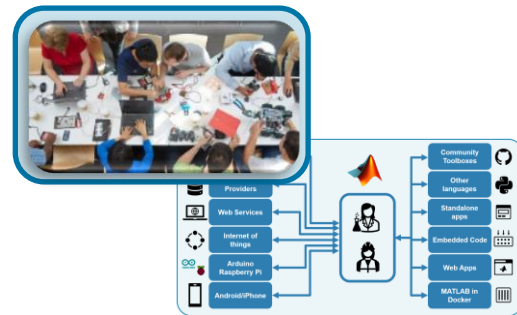 Providers
Web Services
Internet of
things
ARDUINO
Arduino
Raspberry Pi
Android/iPhone
Community
Toolboxes
Other
languages
Standalone
apps
Embedded Code
Web Apps
MATLAB in
Docker